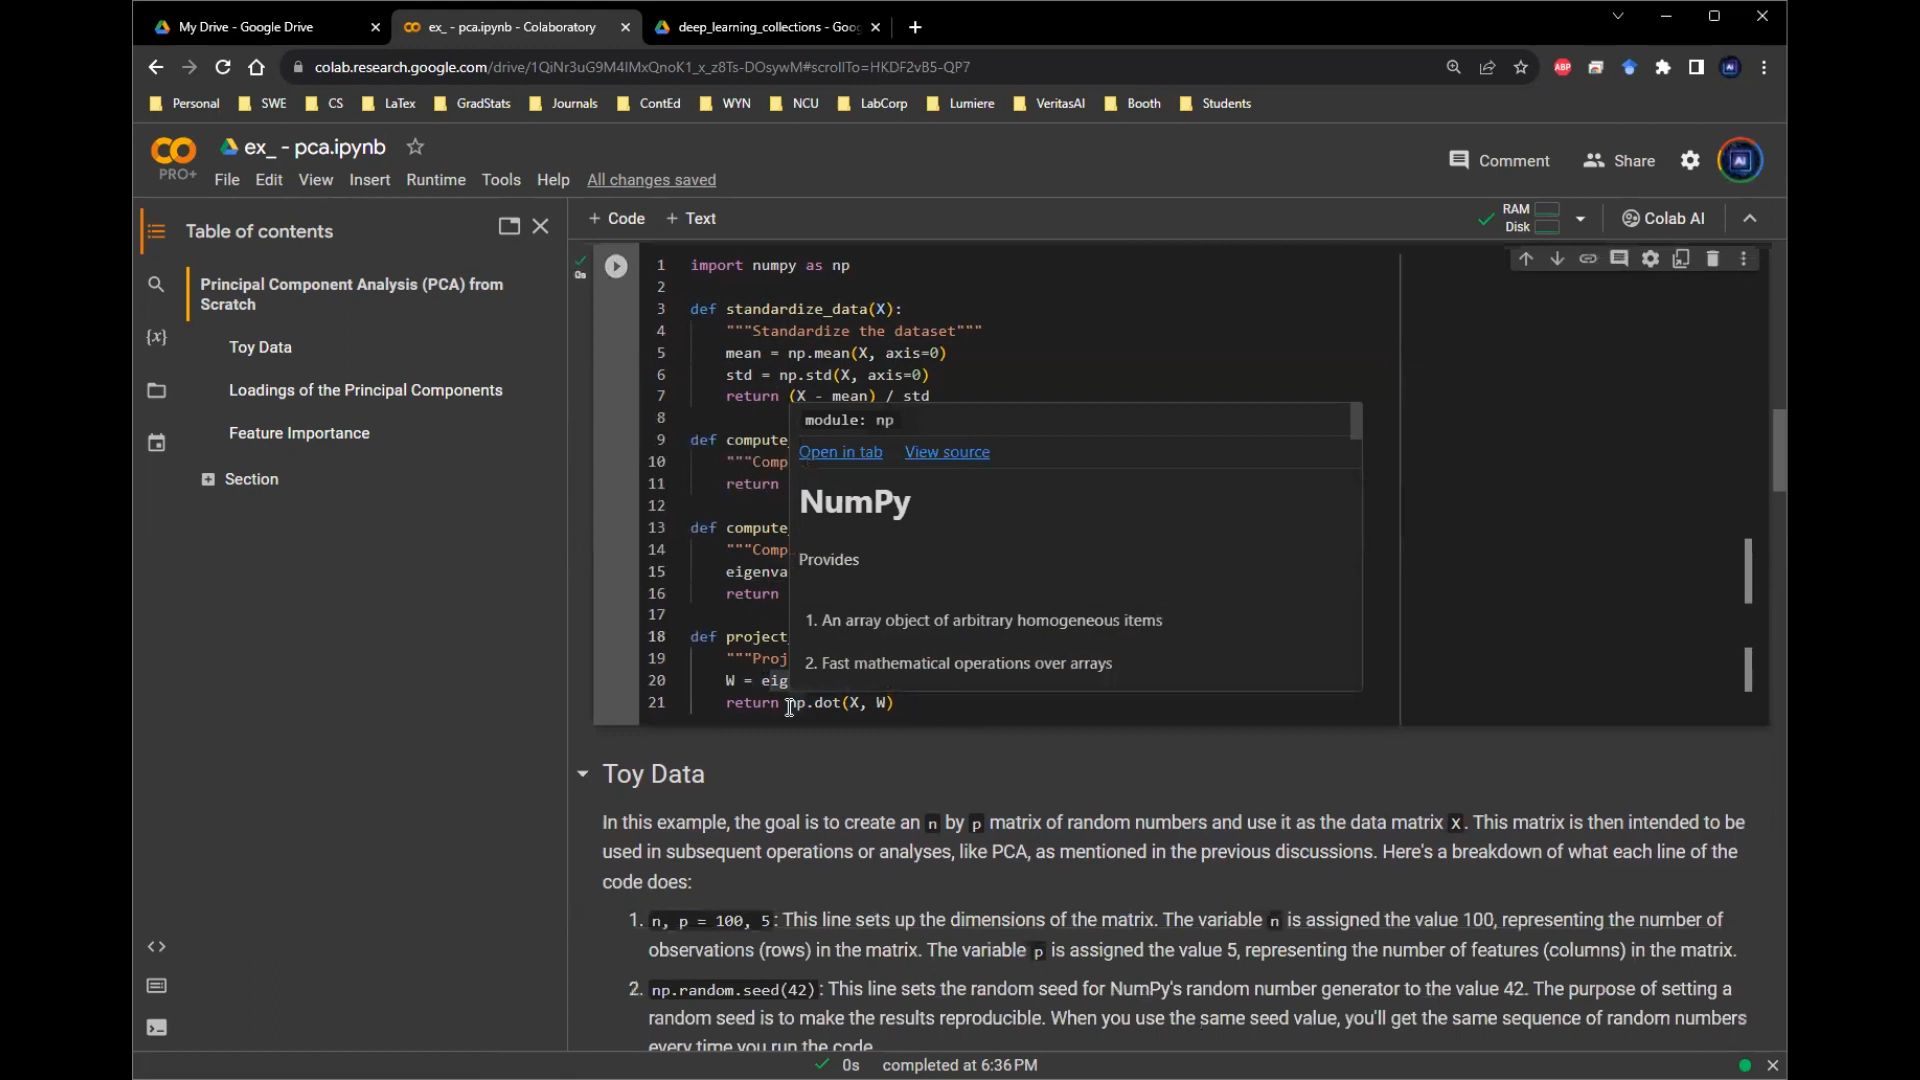 My Drive - Google Drive
ex_ - pca.ipynb - Colaboratory
deep_learning_collections - Goog
colab.research.google.com/drive/1QiNr3uG9M4IMxQnoK1_x_z8Ts-DOsywM#scrollTo=HKDF2vB5-QP7
ABP
Personal SWE CS LaTex GradStats Journals ContEd WYN NCU LabCorp Lumiere VeritasAI Booth Students
PRO+
ex_ - pca.ipynb
File Edit View Insert Runtime Tools Help All changes saved
Comment Share AI
Table of contents
Principal Component Analysis (PCA) from
Scratch
Toy Data
Loadings of the Principal Components
Feature Importance
Section
+ Code + Text
RAM
Disk
Colab AI
0s
1 import numpy as np
2
3 def standardize_data(X):
4 """Standardize the dataset"""
5 mean = np.mean(X, axis=0)
6 std = np.std(X, axis=0)
7 return (X - mean) / std
8
9 def compute_
10 """Comp
11 return
12
13 def compute_
14 """Comp
15 eigenva
16 return
17
18 def project_
19 """Proj
20 W = eig
21 return np.dot(X, W)
module: np
Open in tab View source
NumPy
Provides
1. An array object of arbitrary homogeneous items
2. Fast mathematical operations over arrays
Toy Data
In this example, the goal is to create an n by p matrix of random numbers and use it as the data matrix X. This matrix is then intended to be
used in subsequent operations or analyses, like PCA, as mentioned in the previous discussions. Here's a breakdown of what each line of the
code does:
1. n, p = 100, 5: This line sets up the dimensions of the matrix. The variable n is assigned the value 100, representing the number of
observations (rows) in the matrix. The variable p is assigned the value 5, representing the number of features (columns) in the matrix.
2. np.random.seed(42): This line sets the random seed for NumPy's random number generator to the value 42. The purpose of setting a
random seed is to make the results reproducible. When you use the same seed value, you'll get the same sequence of random numbers
every time you run the code.
0s completed at 6:36 PM